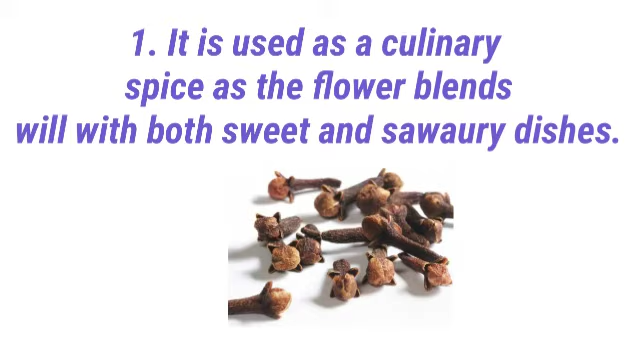 1. It is used as a culinary
spice as the flower blends
will with both sweet and sawaury dishes.